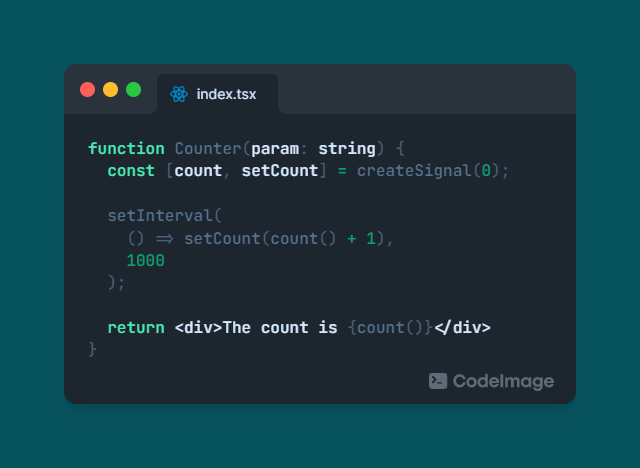 index.tsx
function Counter(param: string) {
  const [count, setCount] = createSignal(0);

  setInterval(
    () => setCount(count() + 1),
    1000
  );

  return <div>The count is {count()}</div>
}
CodeImage